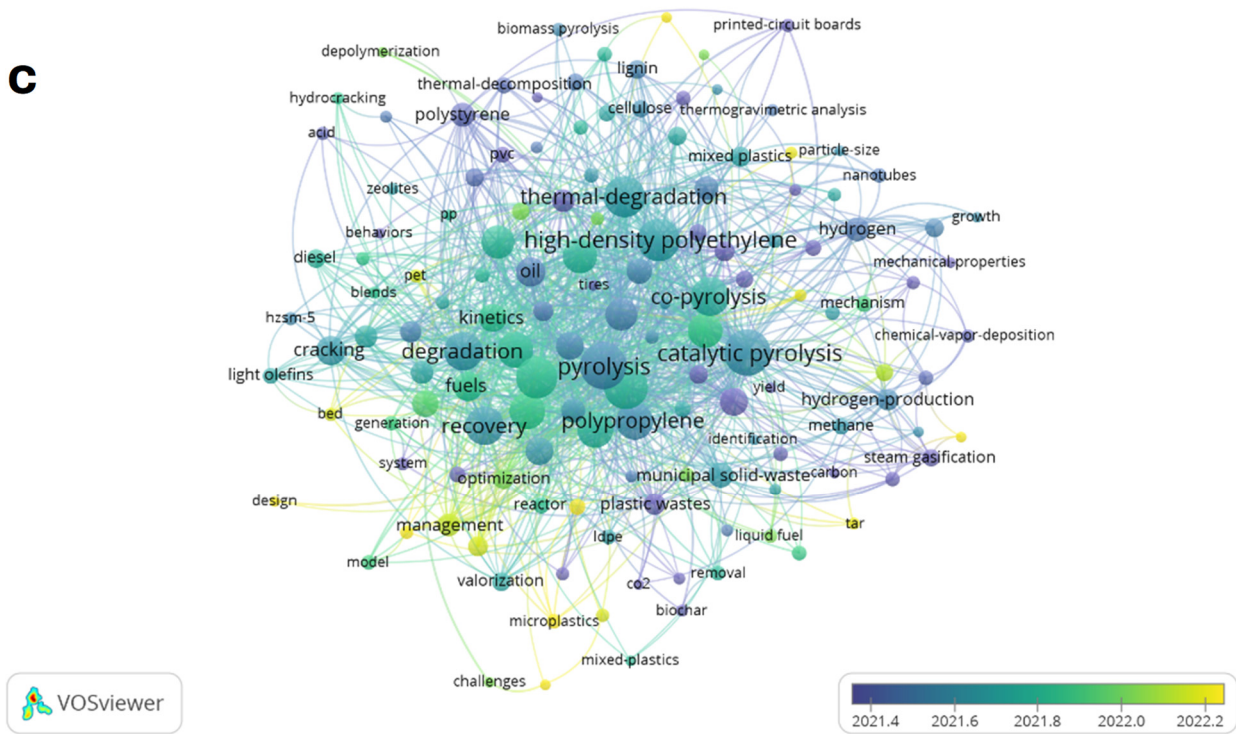 c
biomass pyrolysis
printed-circuit boards
depolymerization
lignin
thermal-decomposition
hydrocracking
cellulose
thermogravimetric analysis
polystyrene
acid
pvc
mixed plastics
particle-size
nanotubes
zeolites
thermal-degradation
pp
growth
behaviors
high-density polyethylene
hydrogen
diesel
mechanical-properties
pet
oil
tires
blends
co-pyrolysis
mechanism
hzsm-5
kinetics
chemical-vapor-deposition
cracking
degradation
pyrolysis
catalytic pyrolysis
light olefins
fuels
yield
hydrogen-production
bed
generation
recovery
polypropylene
methane
identification
system
steam gasification
optimization
municipal solid-waste
carbon
design
reactor
plastic wastes
management
ldpe
liquid fuel
tar
model
valorization
co2
removal
biochar
microplastics
mixed-plastics
challenges
VOSviewer
2021.4 2021.6 2021.8 2022.0 2022.2